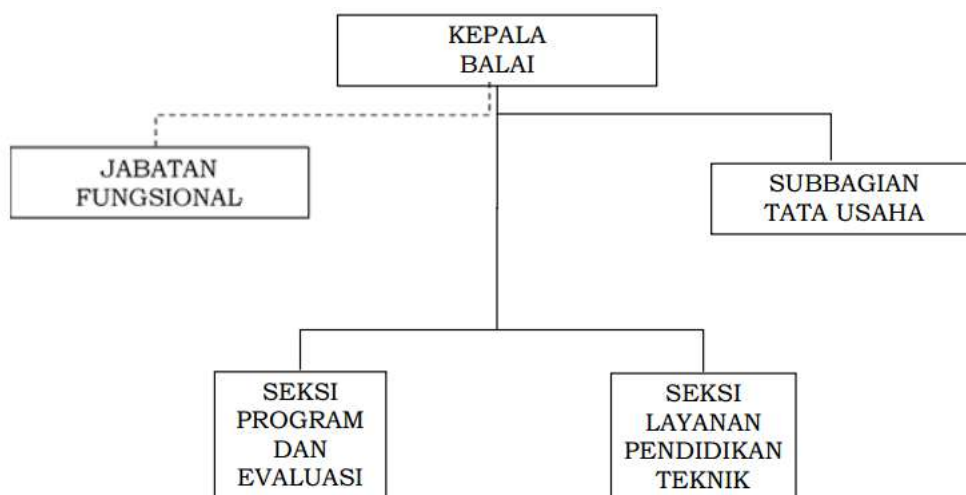 KEPALA
BALAI
JABATAN
FUNGSIONAL
SUBBAGIAN
TATA USAHA
SEKSI
PROGRAM
DAN
EVALUASI
SEKSI
LAYANAN
PENDIDIKAN
TEKNIK